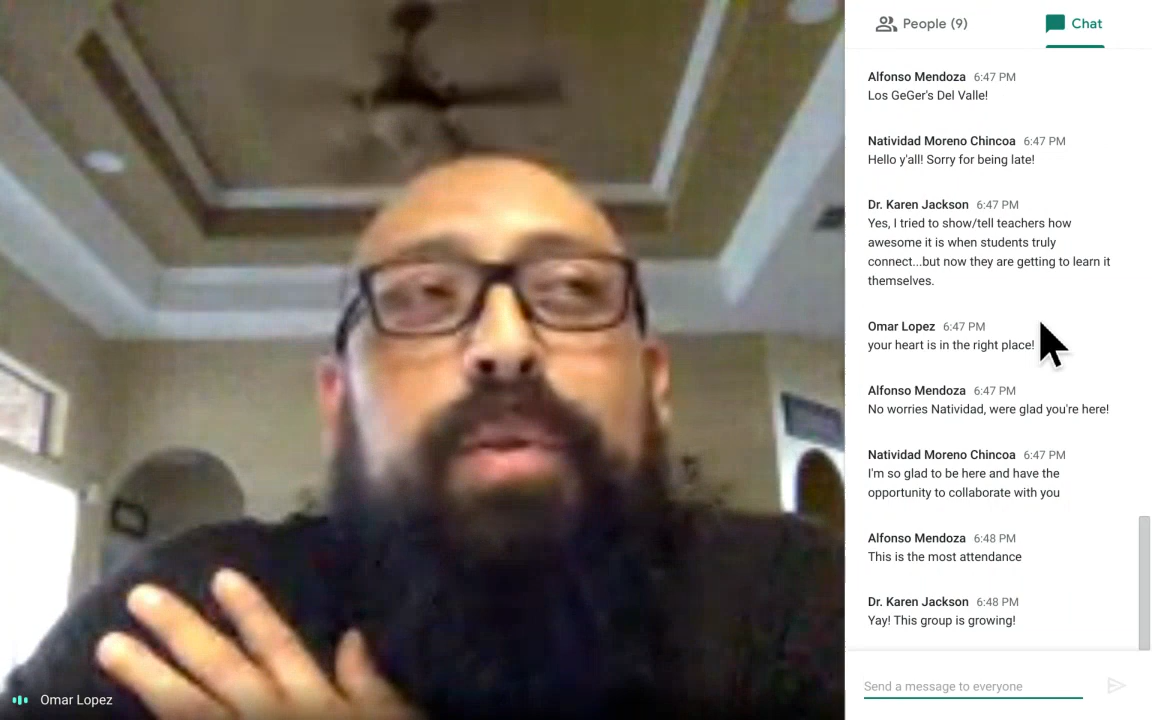 People (9)
Chat
Alfonso Mendoza 6:47 PM
Los GeGer's Del Valle!
Natividad Moreno Chincoa 6:47 PM
Hello y'all! Sorry for being late!
Dr. Karen Jackson 6:47 PM
Yes, I tried to show/tell teachers how
awesome it is when students truly
connect...but now they are getting to learn it
themselves.
Omar Lopez 6:47 PM
your heart is in the right place!
Alfonso Mendoza 6:47 PM
No worries Natividad, were glad you're here!
Natividad Moreno Chincoa 6:47 PM
I'm so glad to be here and have the
opportunity to collaborate with you
Alfonso Mendoza 6:48 PM
This is the most attendance
Dr. Karen Jackson 6:48 PM
Yay! This group is growing!
Send a message to everyone
Omar Lopez